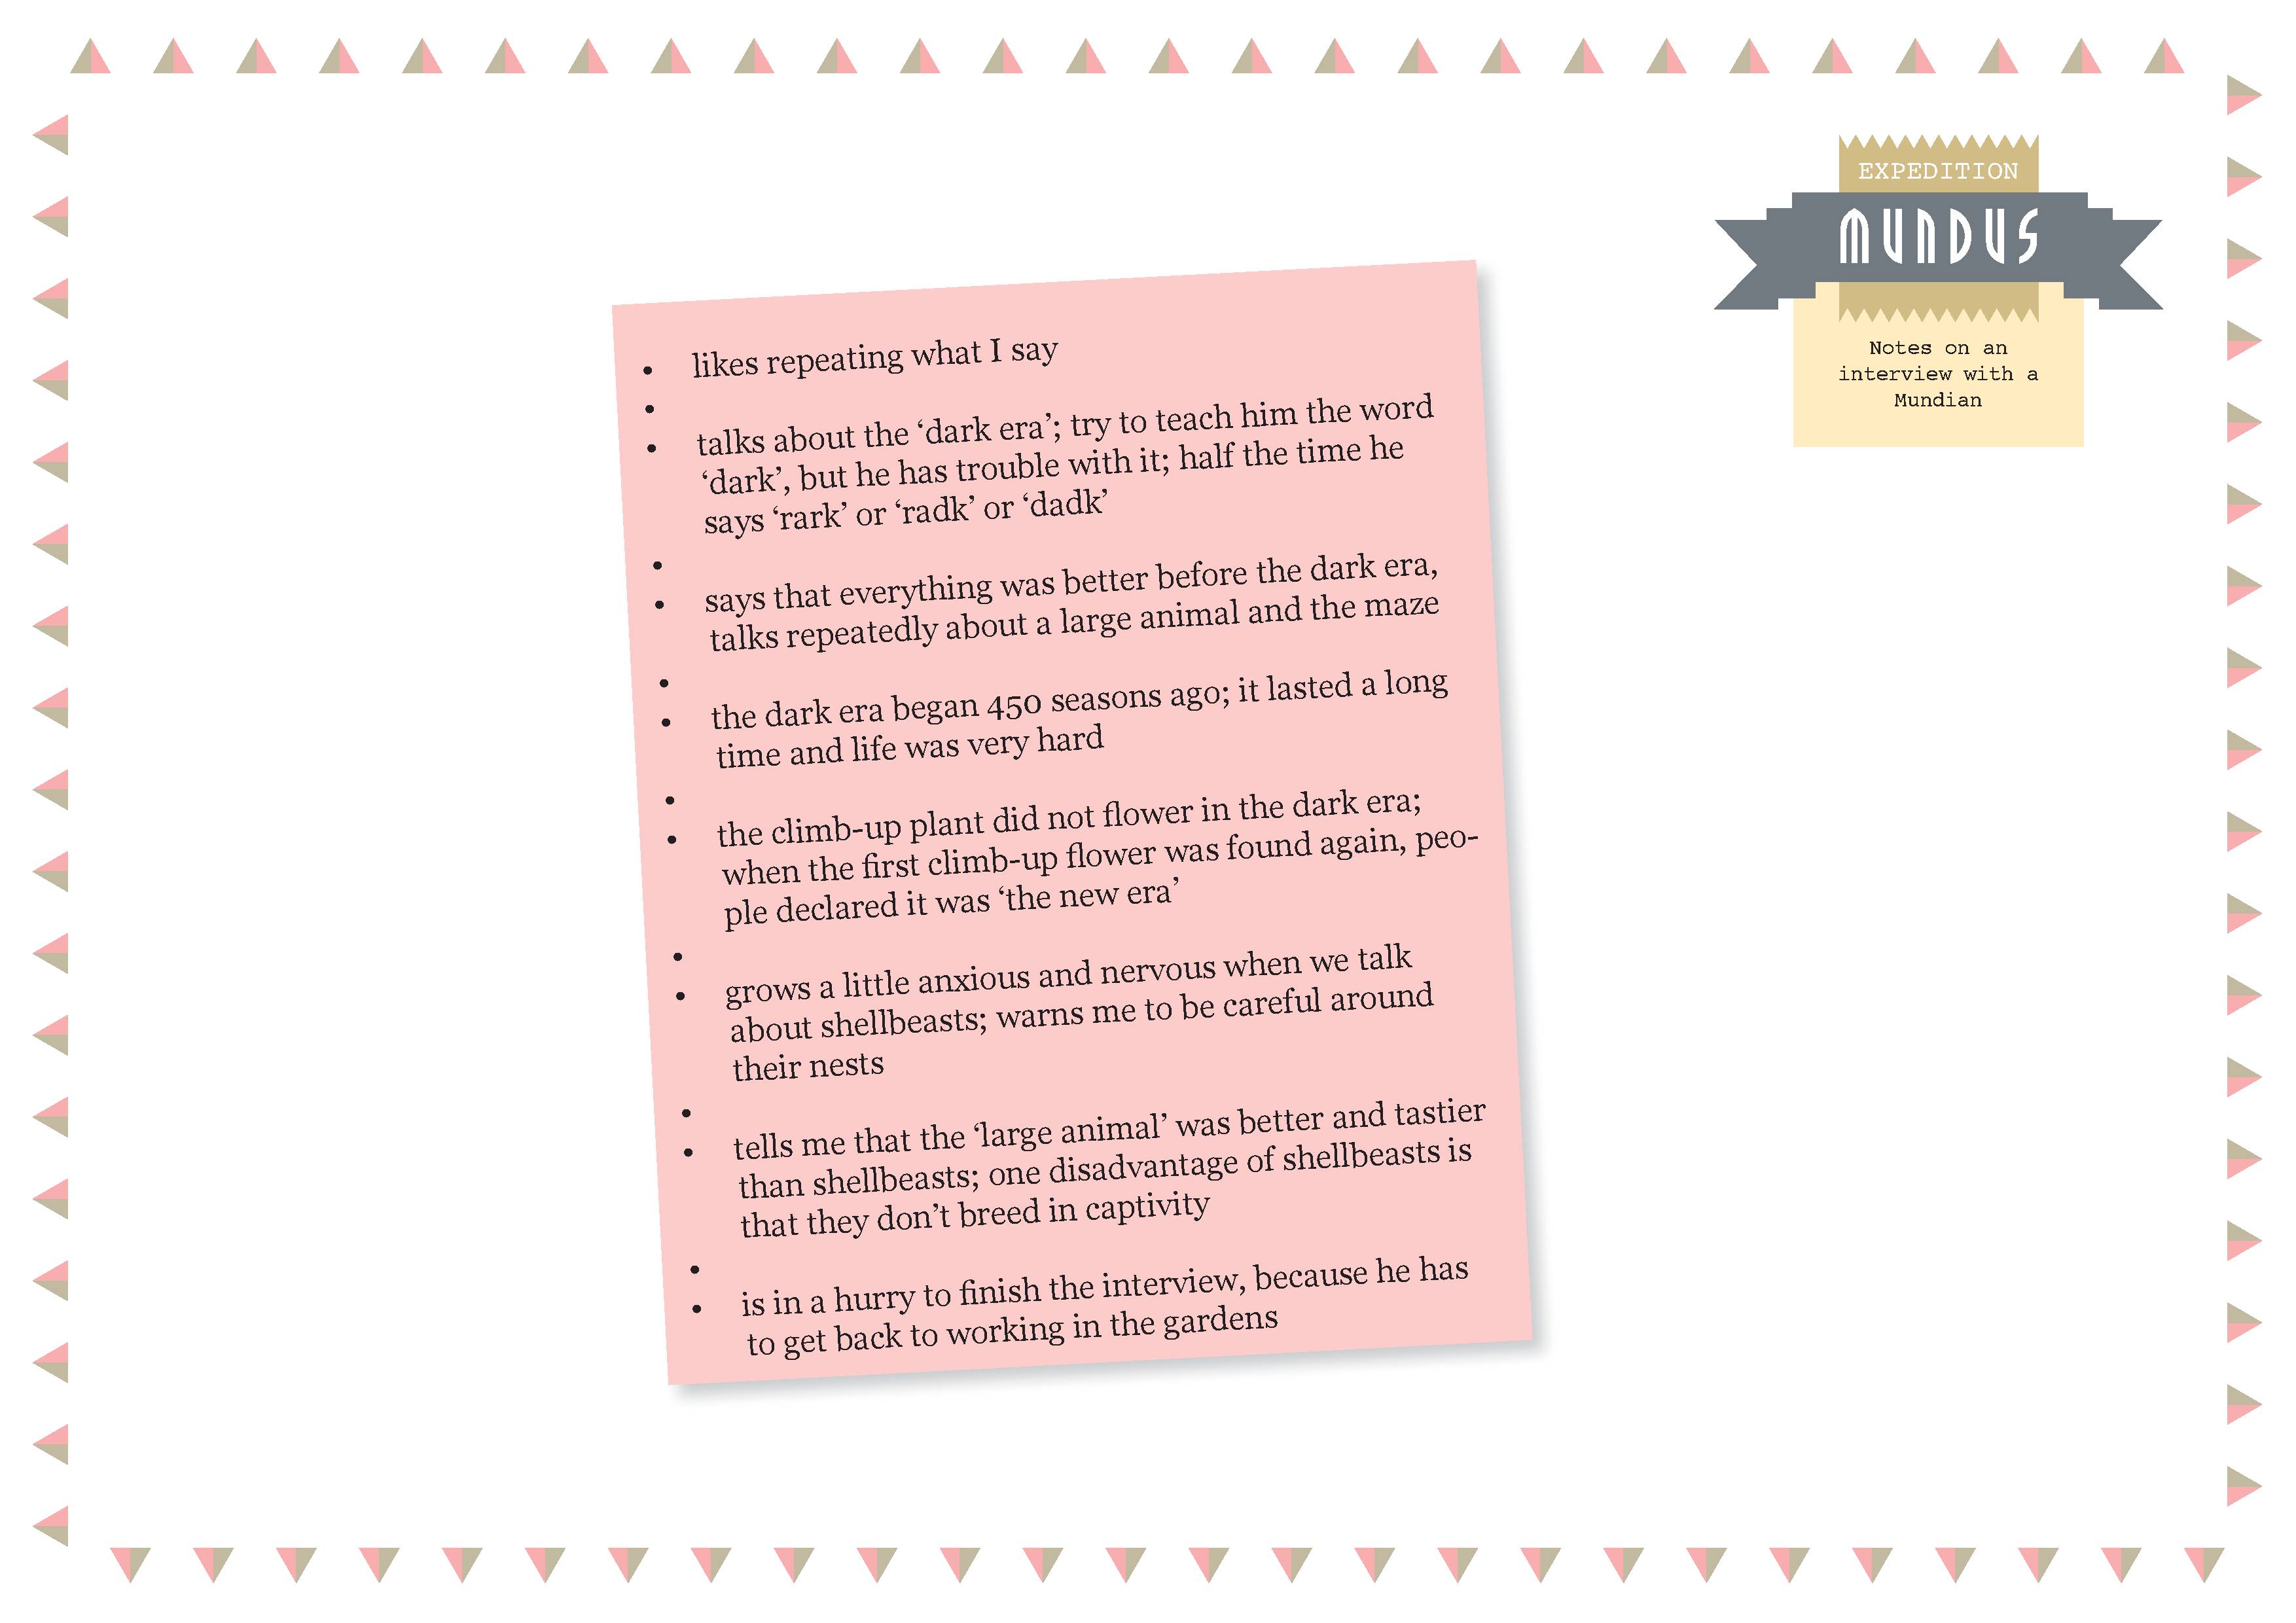 EXPEDITION
MUNDUS
Notes on an
interview with a
Mundian
• likes repeating what I say
•
• talks about the ‘dark era’; try to teach him the word
‘dark’, but he has trouble with it; half the time he
says ‘rark’ or ‘radk’ or ‘dadk’
•
• says that everything was better before the dark era,
talks repeatedly about a large animal and the maze
•
• the dark era began 450 seasons ago; it lasted a long
time and life was very hard
•
• the climb-up plant did not flower in the dark era;
when the first climb-up flower was found again, peo-
ple declared it was ‘the new era’
•
• grows a little anxious and nervous when we talk
about shellbeasts; warns me to be careful around
their nests
•
• tells me that the ‘large animal’ was better and tastier
than shellbeasts; one disadvantage of shellbeasts is
that they don’t breed in captivity
•
• is in a hurry to finish the interview, because he has
to get back to working in the gardens